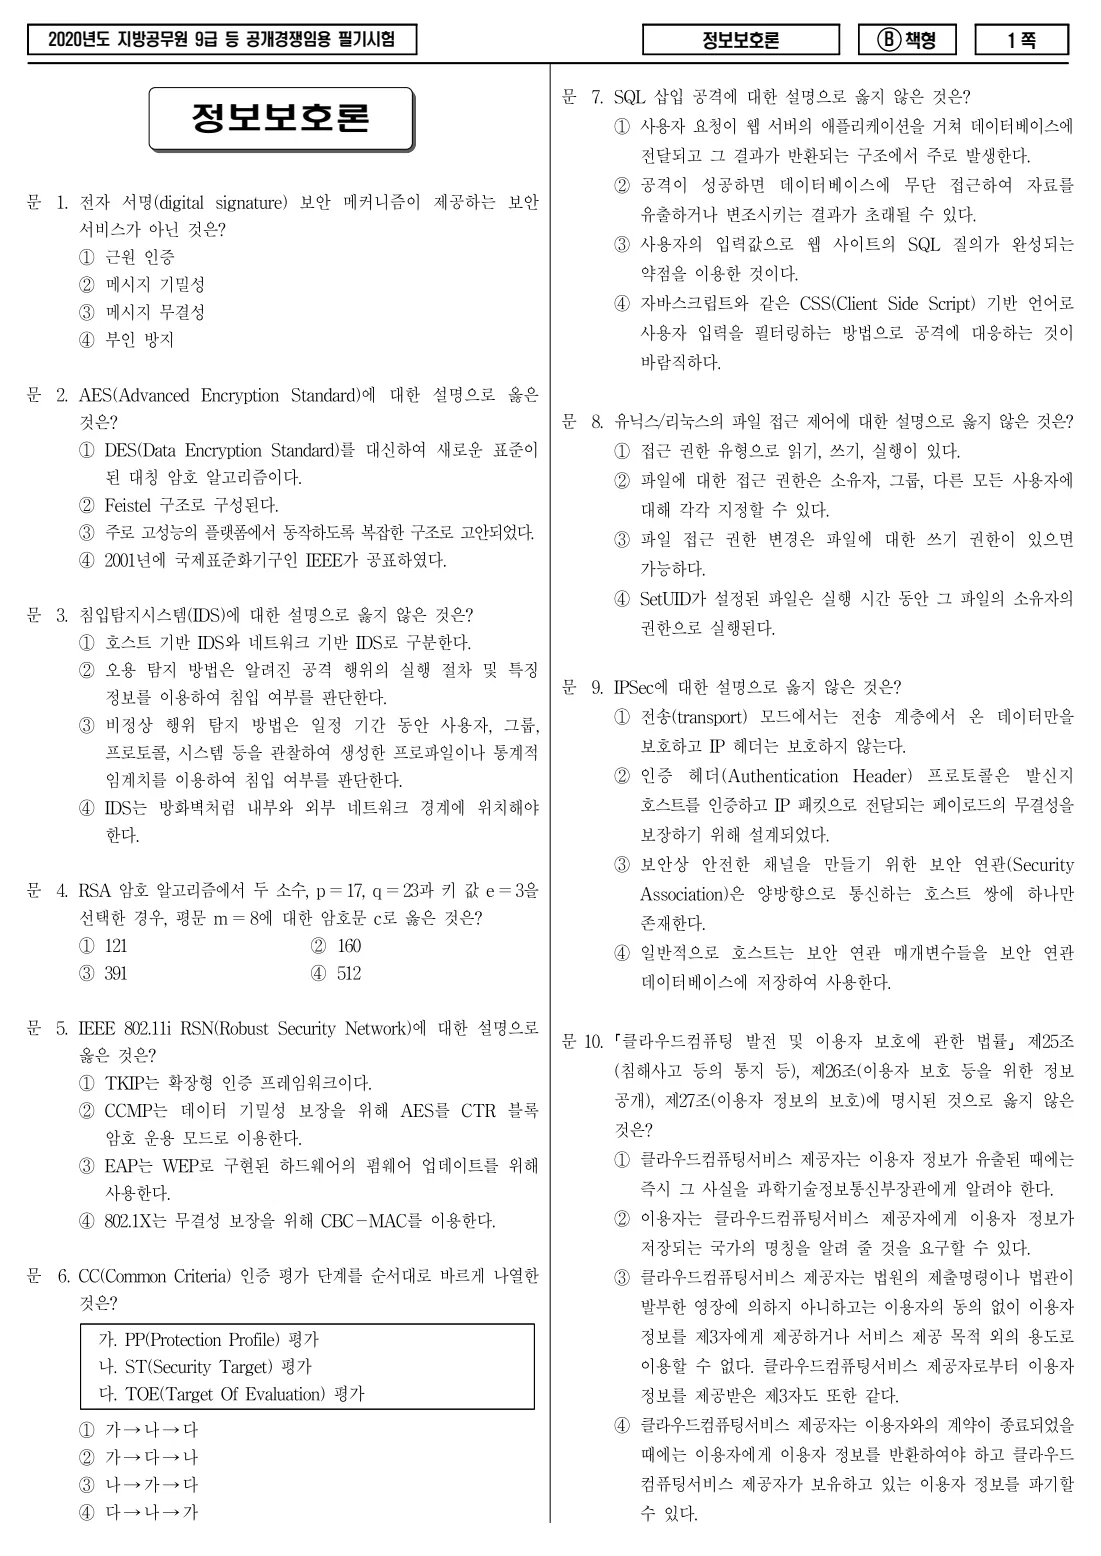 2020년도 지방공무원 9급 등 공개경쟁임용 필기시험
정보보호론
Ⓑ 책형
1 쪽
정보보호론
문 1. 전자 서명(digital signature) 보안 메커니즘이 제공하는 보안
서비스가 아닌 것은?
① 근원 인증
② 메시지 기밀성
③ 메시지 무결성
④ 부인 방지
문 2. AES(Advanced Encryption Standard)에 대한 설명으로 옳은
것은?
① DES(Data Encryption Standard)를 대신하여 새로운 표준이
된 대칭 암호 알고리즘이다.
② Feistel 구조로 구성된다.
③ 주로 고성능의 플랫폼에서 동작하도록 복잡한 구조로 고안되었다.
④ 2001년에 국제표준화기구인 IEEE가 공표하였다.
문 3. 침입탐지시스템(IDS)에 대한 설명으로 옳지 않은 것은?
① 호스트 기반 IDS와 네트워크 기반 IDS로 구분한다.
② 오용 탐지 방법은 알려진 공격 행위의 실행 절차 및 특징
정보를 이용하여 침입 여부를 판단한다.
③ 비정상 행위 탐지 방법은 일정 기간 동안 사용자, 그룹,
프로토콜, 시스템 등을 관찰하여 생성한 프로파일이나 통계적
임계치를 이용하여 침입 여부를 판단한다.
④ IDS는 방화벽처럼 내부와 외부 네트워크 경계에 위치해야
한다.
문 4. RSA 암호 알고리즘에서 두 소수, p = 17, q = 23과 키 값 e = 3을
선택한 경우, 평문 m = 8에 대한 암호문 c로 옳은 것은?
① 121 ② 160
③ 391 ④ 512
문 5. IEEE 802.11i RSN(Robust Security Network)에 대한 설명으로
옳은 것은?
① TKIP는 확장형 인증 프레임워크이다.
② CCMP는 데이터 기밀성 보장을 위해 AES를 CTR 블록
암호 운용 모드로 이용한다.
③ EAP는 WEP로 구현된 하드웨어의 펌웨어 업데이트를 위해
사용한다.
④ 802.1X는 무결성 보장을 위해 CBC-MAC를 이용한다.
문 6. CC(Common Criteria) 인증 평가 단계를 순서대로 바르게 나열한
것은?
가. PP(Protection Profile) 평가
나. ST(Security Target) 평가
다. TOE(Target Of Evaluation) 평가
① 가→나→다
② 가→다→나
③ 나→가→다
④ 다→나→가
문 7. SQL 삽입 공격에 대한 설명으로 옳지 않은 것은?
① 사용자 요청이 웹 서버의 애플리케이션을 거쳐 데이터베이스에
전달되고 그 결과가 반환되는 구조에서 주로 발생한다.
② 공격이 성공하면 데이터베이스에 무단 접근하여 자료를
유출하거나 변조시키는 결과가 초래될 수 있다.
③ 사용자의 입력값으로 웹 사이트의 SQL 질의가 완성되는
약점을 이용한 것이다.
④ 자바스크립트와 같은 CSS(Client Side Script) 기반 언어로
사용자 입력을 필터링하는 방법으로 공격에 대응하는 것이
바람직하다.
문 8. 유닉스/리눅스의 파일 접근 제어에 대한 설명으로 옳지 않은 것은?
① 접근 권한 유형으로 읽기, 쓰기, 실행이 있다.
② 파일에 대한 접근 권한은 소유자, 그룹, 다른 모든 사용자에
대해 각각 지정할 수 있다.
③ 파일 접근 권한 변경은 파일에 대한 쓰기 권한이 있으면
가능하다.
④ SetUID가 설정된 파일은 실행 시간 동안 그 파일의 소유자의
권한으로 실행된다.
문 9. IPSec에 대한 설명으로 옳지 않은 것은?
① 전송(transport) 모드에서는 전송 계층에서 온 데이터만을
보호하고 IP 헤더는 보호하지 않는다.
② 인증 헤더(Authentication Header) 프로토콜은 발신지
호스트를 인증하고 IP 패킷으로 전달되는 페이로드의 무결성을
보장하기 위해 설계되었다.
③ 보안상 안전한 채널을 만들기 위한 보안 연관(Security
Association)은 양방향으로 통신하는 호스트 쌍에 하나만
존재한다.
④ 일반적으로 호스트는 보안 연관 매개변수들을 보안 연관
데이터베이스에 저장하여 사용한다.
문 10. 「클라우드컴퓨팅 발전 및 이용자 보호에 관한 법률」 제25조
(침해사고 등의 통지 등), 제26조(이용자 보호 등을 위한 정보
공개), 제27조(이용자 정보의 보호)에 명시된 것으로 옳지 않은
것은?
① 클라우드컴퓨팅서비스 제공자는 이용자 정보가 유출된 때에는
즉시 그 사실을 과학기술정보통신부장관에게 알려야 한다.
② 이용자는 클라우드컴퓨팅서비스 제공자에게 이용자 정보가
저장되는 국가의 명칭을 알려 줄 것을 요구할 수 있다.
③ 클라우드컴퓨팅서비스 제공자는 법원의 제출명령이나 법관이
발부한 영장에 의하지 아니하고는 이용자의 동의 없이 이용자
정보를 제3자에게 제공하거나 서비스 제공 목적 외의 용도로
이용할 수 없다. 클라우드컴퓨팅서비스 제공자로부터 이용자
정보를 제공받은 제3자도 또한 같다.
④ 클라우드컴퓨팅서비스 제공자는 이용자와의 계약이 종료되었을
때에는 이용자에게 이용자 정보를 반환하여야 하고 클라우드
컴퓨팅서비스 제공자가 보유하고 있는 이용자 정보를 파기할
수 있다.